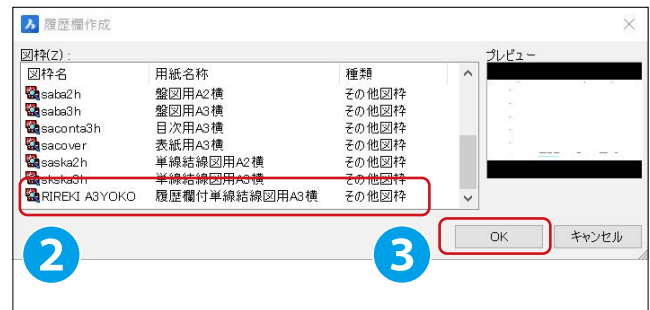 履歴欄作成
図枠(Z):
プレビュー
図枠名 用紙名称 種類
saba2h 盤図用A2横 その他図枠
saba3h 盤図用A3横 その他図枠
saconta3h 目次用A3横 その他図枠
sacover 表紙用A3横 その他図枠
saska2h 単線結線図用A2横 その他図枠
skska3h 単線結線図用A3横 その他図枠
RIREKI A3YOKO 履歴欄付単線結線図用A3横 その他図枠
OK キャンセル
2 3